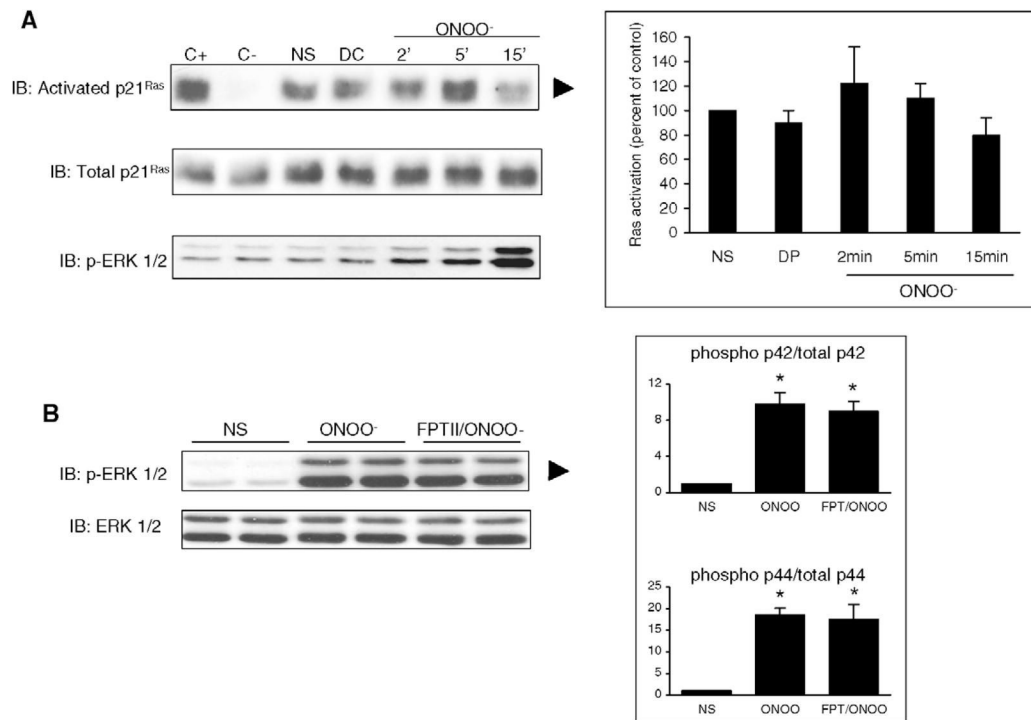 A
ONOO-
C+ C- NS DC 2' 5' 15'
IB: Activated p21Ras
IB: Total p21Ras
IB: p-ERK 1/2
Ras activation (percent of control)
160
140
120
100
80
60
40
20
0
NS DP 2min 5min 15min
ONOO-
B
NS ONOO- FPTII/ONOO-
IB: p-ERK 1/2
IB: ERK 1/2
phospho p42/total p42
* *
12
8
4
0
NS ONOO FPT/ONOO
phospho p44/total p44
* *
25
20
15
10
5
0
NS ONOO FPT/ONOO